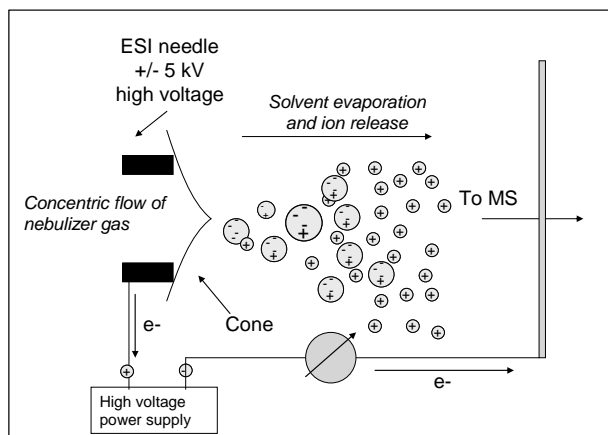 ESI needle
+/- 5 kV
high voltage
Solvent evaporation
and ion release
Concentric flow of
nebulizer gas
To MS
Cone
e-
e-
High voltage
power supply